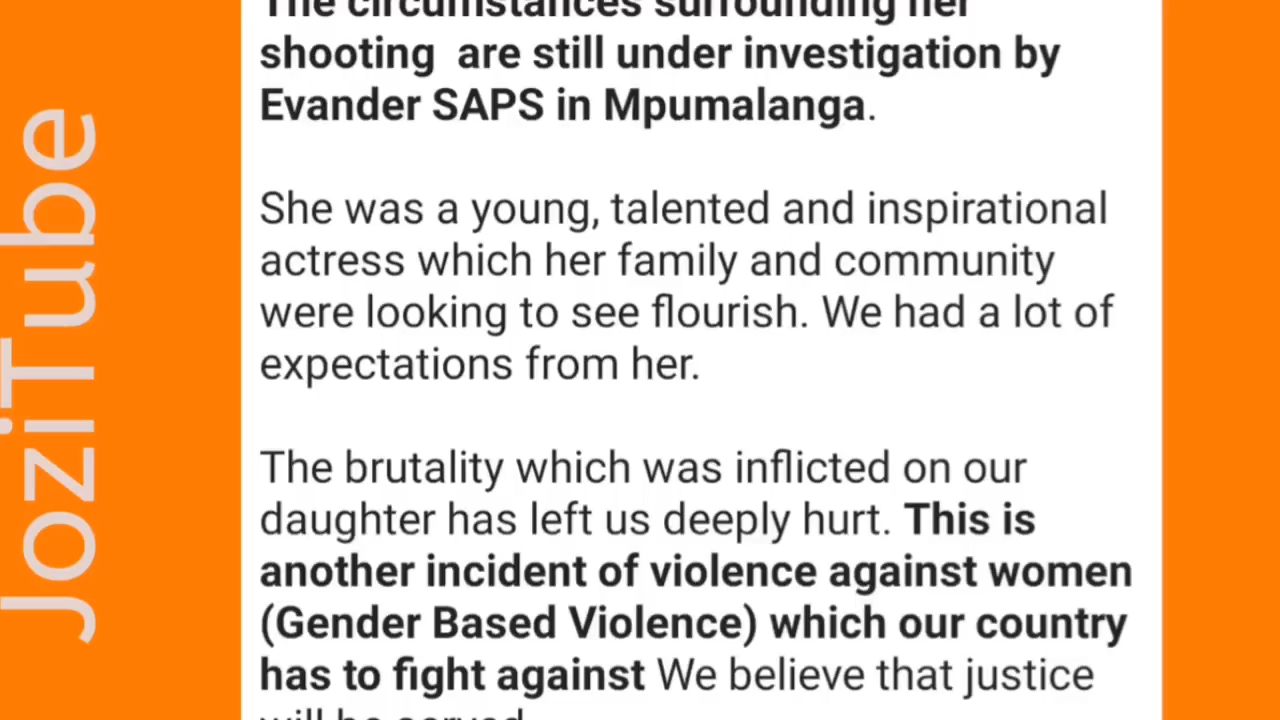 The circumstances surrounding her
shooting  are still under investigation by
Evander SAPS in Mpumalanga.
She was a young, talented and inspirational
actress which her family and community
were looking to see flourish. We had a lot of
expectations from her.
The brutality which was inflicted on our
daughter has left us deeply hurt. This is
another incident of violence against women
(Gender Based Violence) which our country
has to fight against We believe that justice
will be served
JoziTube